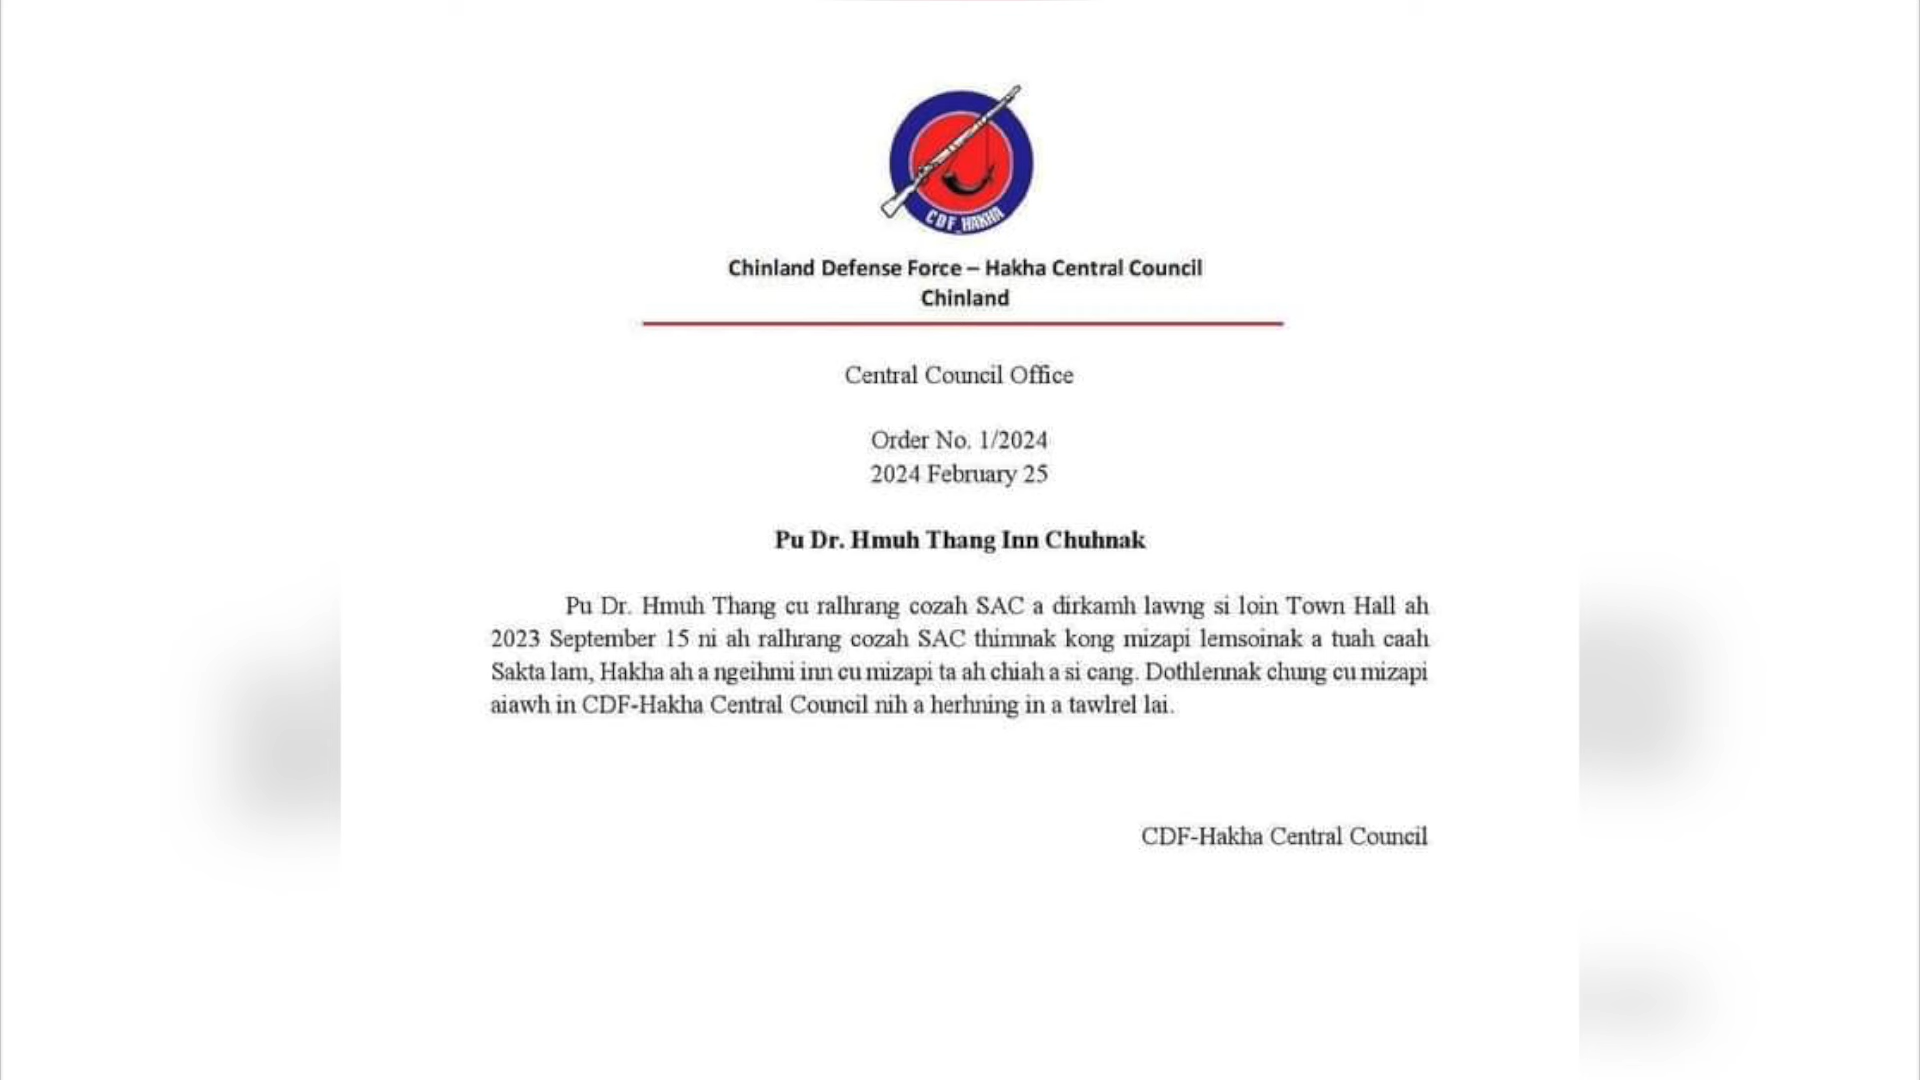 CDF_HAKHA
Chinland Defense Force – Hakha Central Council
Chinland
Central Council Office
Order No. 1/2024
2024 February 25
Pu Dr. Hmuh Thang Inn Chuhnak
Pu Dr. Hmuh Thang cu ralhrang cozah SAC a dirkamh lawng si loin Town Hall ah
2023 September 15 ni ah ralhrang cozah SAC thimnak kong mizapi lemsoinak a tuah caah
Sakta lam, Hakha ah a ngeihmi inn cu mizapi ta ah chiah a si cang. Dothlennak chung cu mizapi
aiawh in CDF-Hakha Central Council nih a herhning in a tawlrel lai.
CDF-Hakha Central Council